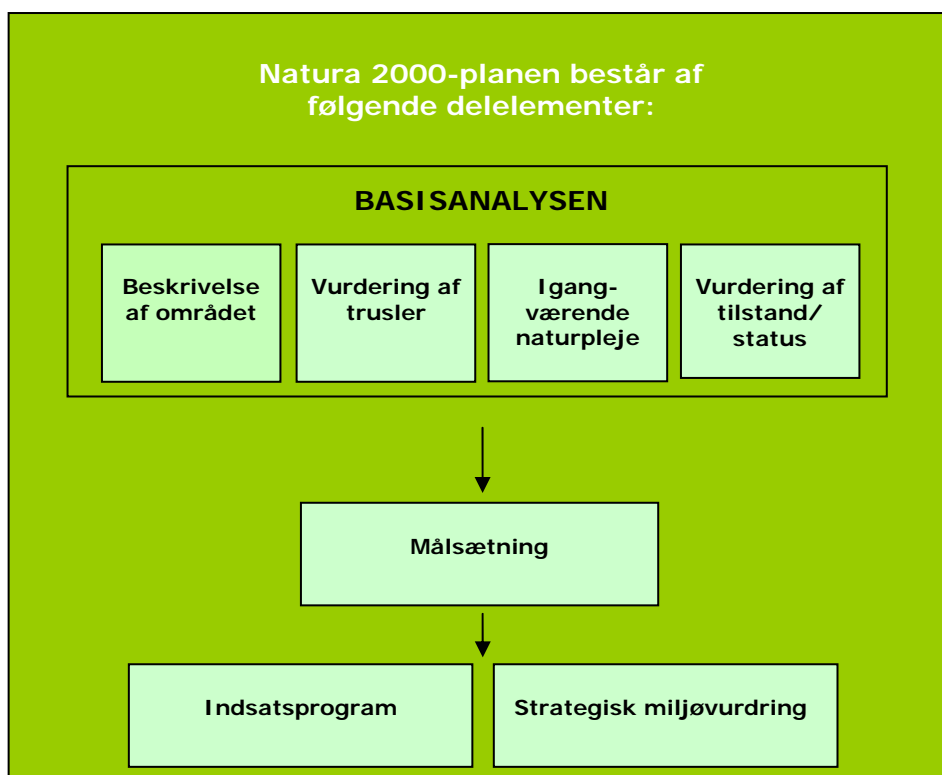 Natura 2000-planen består af
følgende delelementer:
BASISANALYSEN
Beskrivelse
af området
Vurdering af
trusler
Igang-
værende
naturpleje
Vurdering af
tilstand/
status
Målsætning
Indsatsprogram
Strategisk miljøvurdring